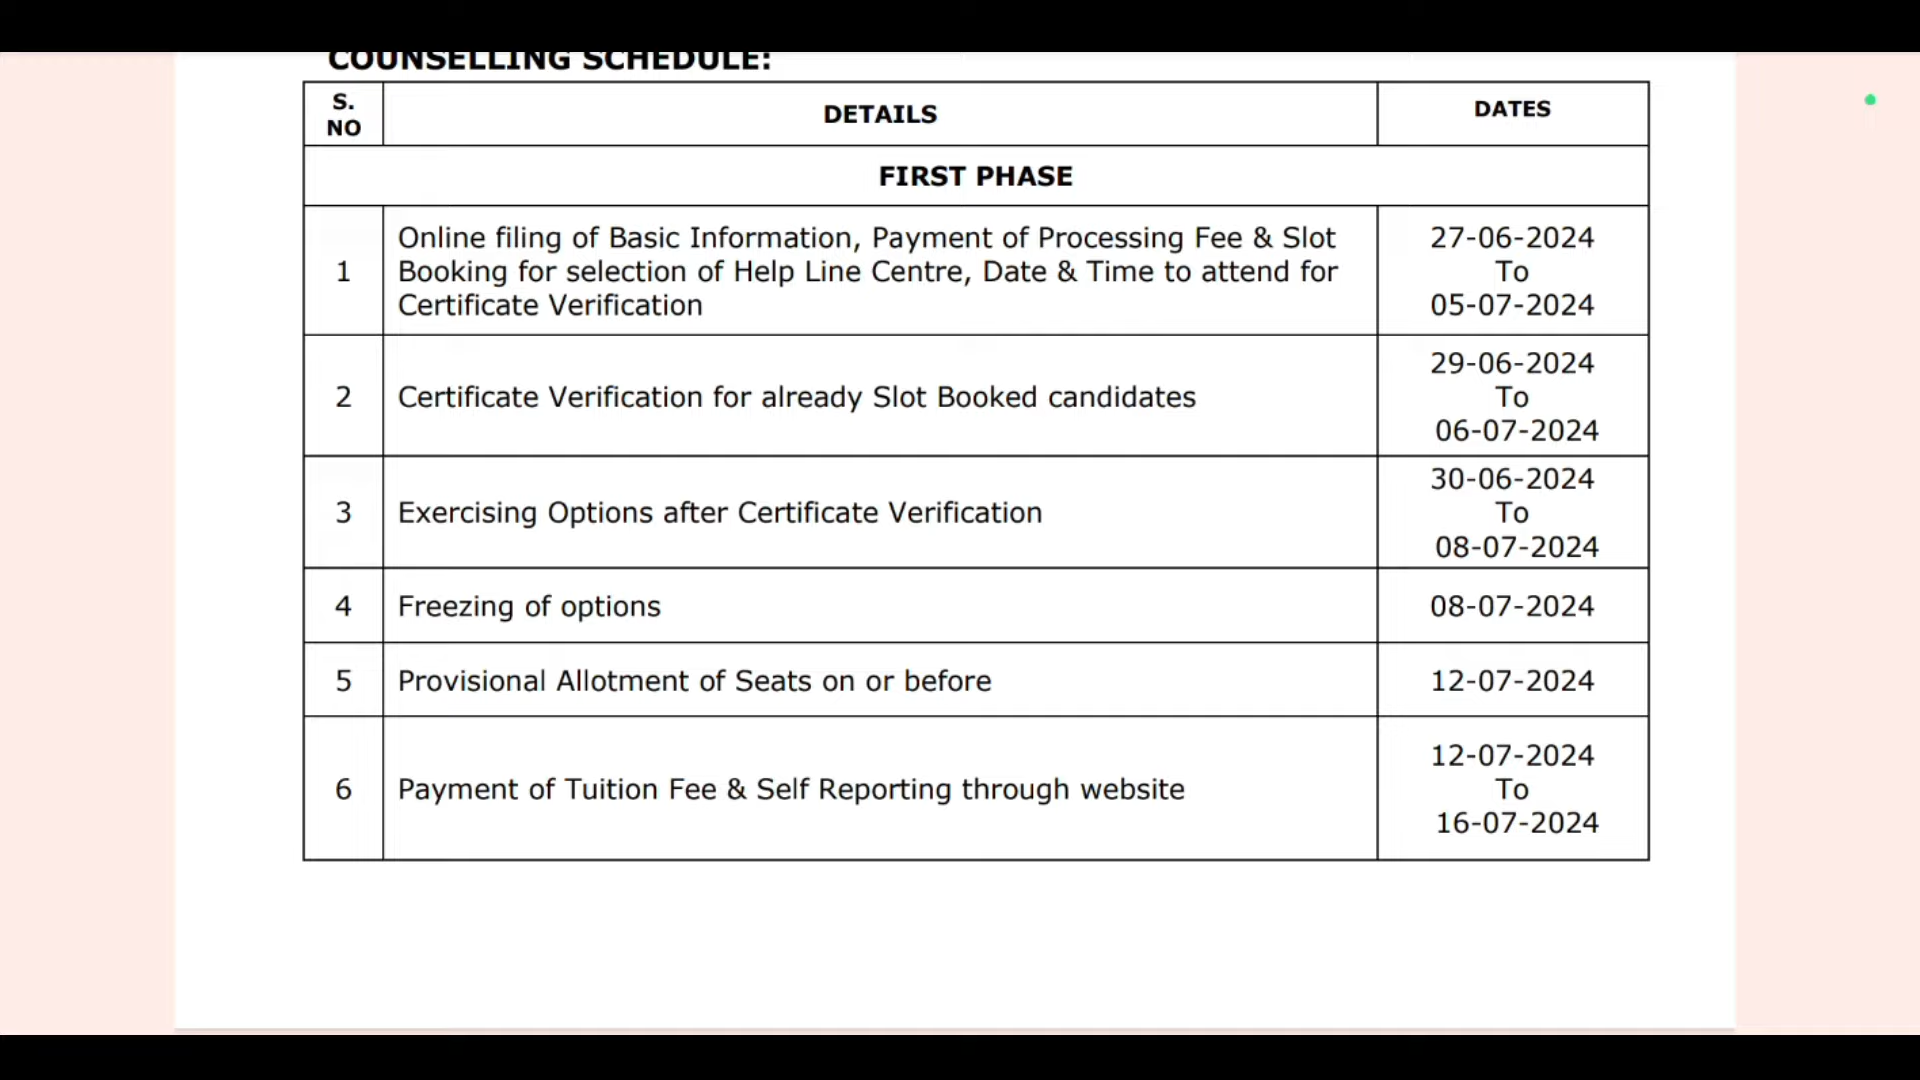 COUNSELLING SCHEDULE:
S.
NO
DETAILS
DATES
FIRST PHASE
1
Online filing of Basic Information, Payment of Processing Fee & Slot
Booking for selection of Help Line Centre, Date & Time to attend for
Certificate Verification
27-06-2024
To
05-07-2024
2
Certificate Verification for already Slot Booked candidates
29-06-2024
To
06-07-2024
3
Exercising Options after Certificate Verification
30-06-2024
To
08-07-2024
4
Freezing of options
08-07-2024
5
Provisional Allotment of Seats on or before
12-07-2024
6
Payment of Tuition Fee & Self Reporting through website
12-07-2024
To
16-07-2024